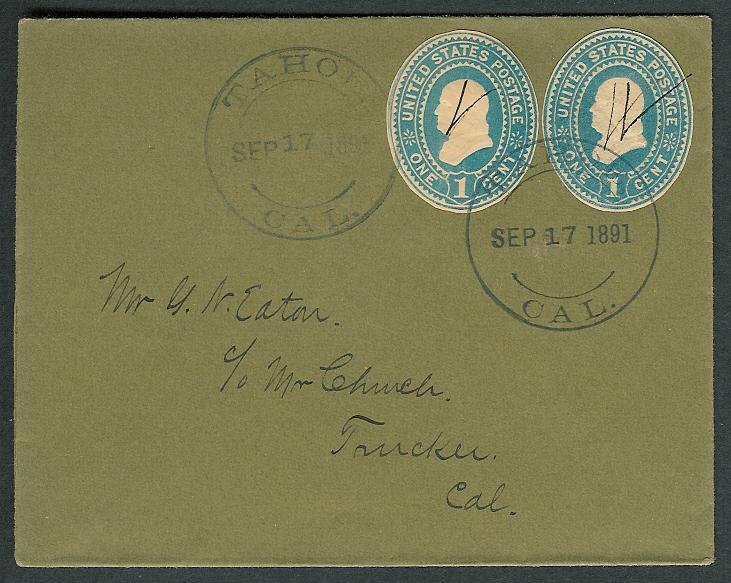 TAHOE
SEP 17 1891
CAL.
UNITED STATES POSTAGE
ONE 1 CENT
UNITED STATES POSTAGE
ONE 1 CENT
SEP 17 1891
CAL.
Mr G. N. Eaton.
c/o Mr Church.
Truckee.
Cal.